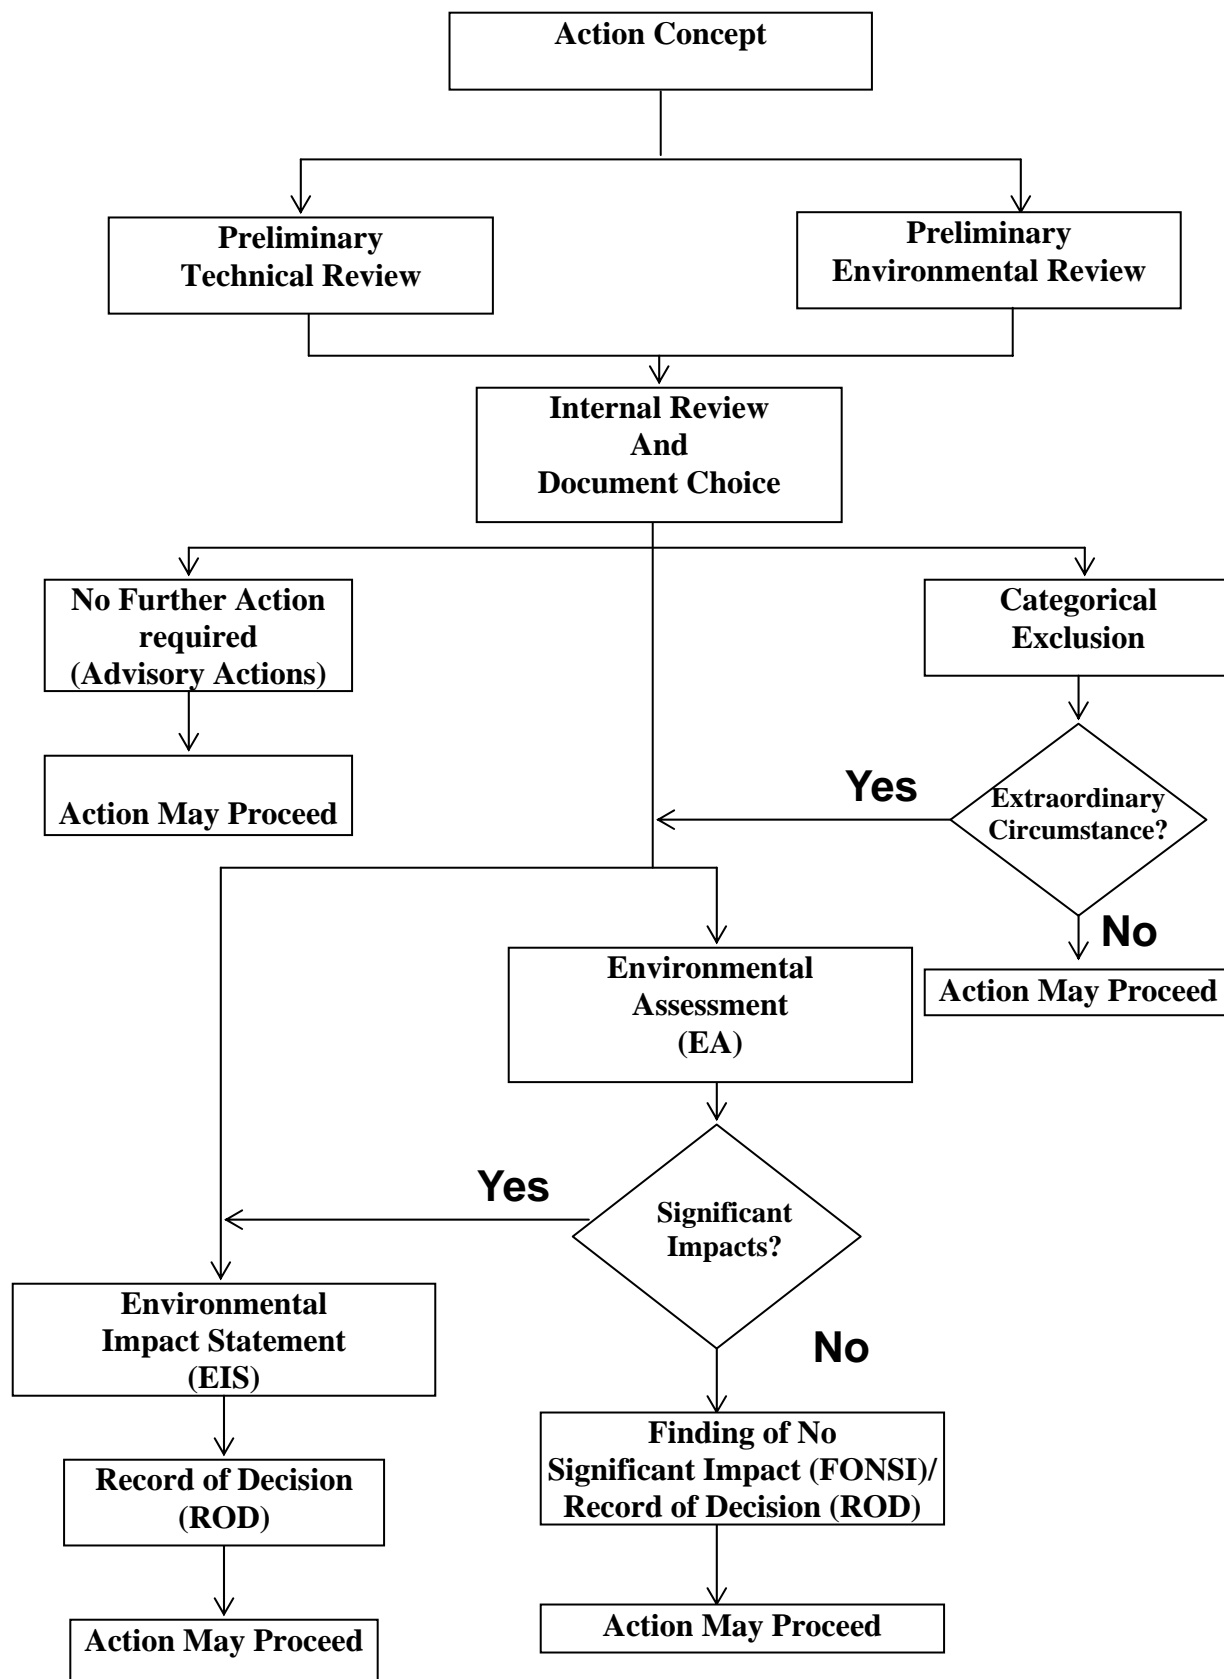 Action Concept
Preliminary
Technical Review
Preliminary
Environmental Review
Internal Review
And
Document Choice
No Further Action
required
(Advisory Actions)
Categorical
Exclusion
Action May Proceed
Yes
Extraordinary
Circumstance?
No
Action May Proceed
Environmental
Assessment
(EA)
Yes
Significant
Impacts?
No
Environmental
Impact Statement
(EIS)
Finding of No
Significant Impact (FONSI)/
Record of Decision (ROD)
Record of Decision
(ROD)
Action May Proceed
Action May Proceed